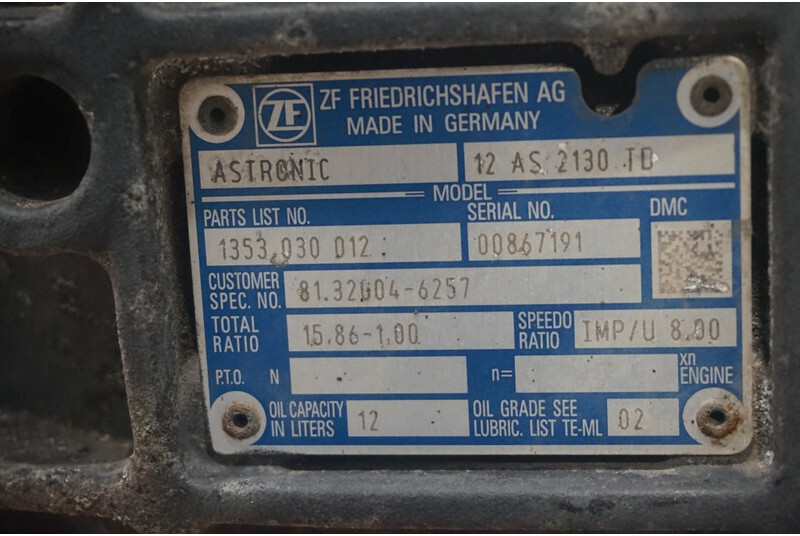 ZF ZF FRIEDRICHSHAFEN AG
MADE IN GERMANY
ASTRONIC 12 AS 2130 TD
MODEL
PARTS LIST NO. SERIAL NO. DMC
1353 030 012 00867191
CUSTOMER SPEC. NO. 81.32004-6257
TOTAL RATIO 15.86-1.00 SPEEDO RATIO IMP/U 8.00
P.T.O. N n= xn ENGINE
OIL CAPACITY IN LITERS 12 OIL GRADE SEE LUBRIC. LIST TE-ML 02